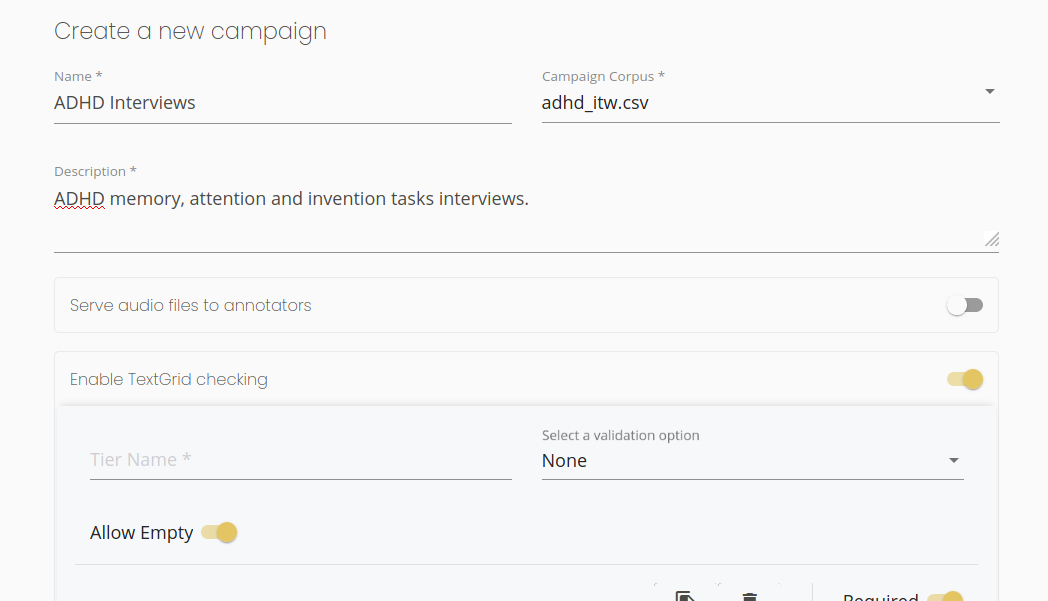 Create a new campaign
Name *
Campaign Corpus *
ADHD Interviews
adhd_itw.csv
Description *
ADHD memory, attention and invention tasks interviews.
Serve audio files to annotators
Enable TextGrid checking
Select a validation option
Tier Name *
None
Allow Empty
Required